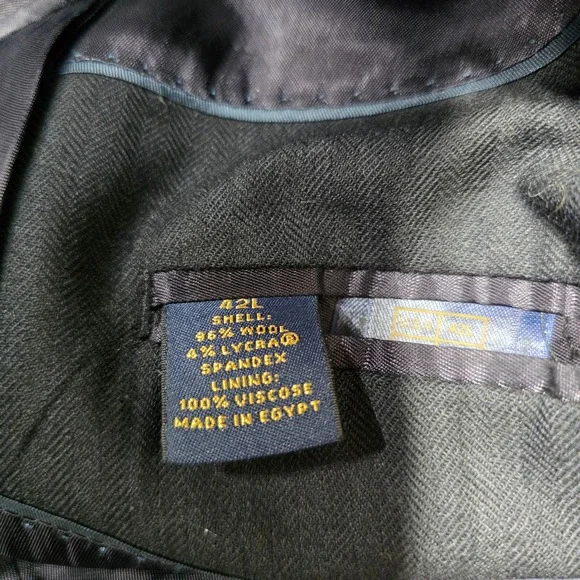 42L
SHELL:
96% WOOL
4% LYCRA®
SPANDEX
LINING:
100% VISCOSE
MADE IN EGYPT